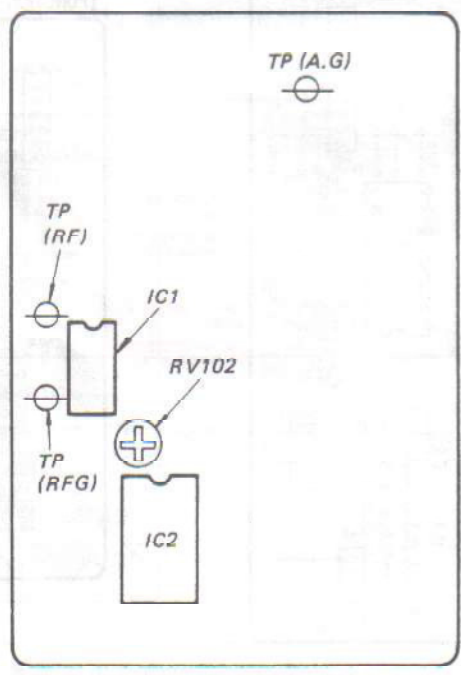 TP (A.G)
TP
(RF)
IC1
RV102
TP
(RFG)
IC2